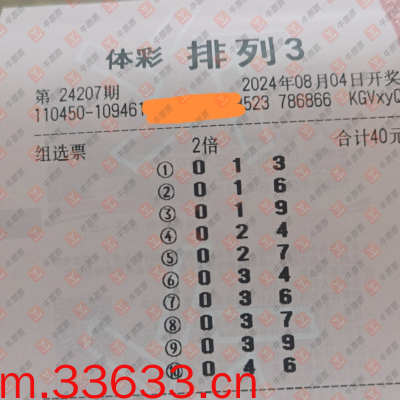 体彩 排列3
第 24207期 2024年08月04日开奖
110450-109461 523 786866 KGVxyQ
组选票 2倍 合计40元
① 0 1 3
② 0 1 6
③ 0 1 9
④ 0 2 4
⑤ 0 2 7
⑥ 0 3 4
⑦ 0 3 6
⑧ 0 3 7
⑨ 0 3 9
⑩ 0 4 6
m.33633.cn